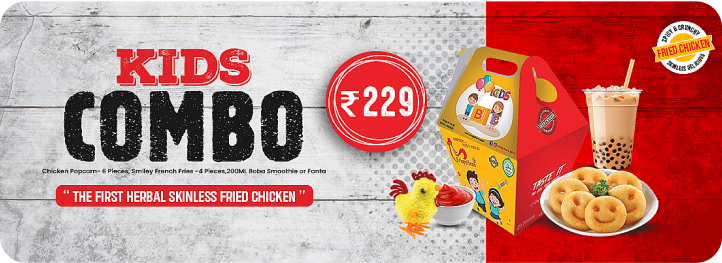 KIDS
COMBO
Chicken Popcorn- 6 Pieces, Smiley French Fries -4 Pieces,200Ml, Boba Smoothie or Fanta
“ THE FIRST HERBAL SKINLESS FRIED CHICKEN ”
₹229
KIDS
TASTE IT
SPICY & CRUNCHY
FRIED CHICKEN
SKINLESS DELICIOUS